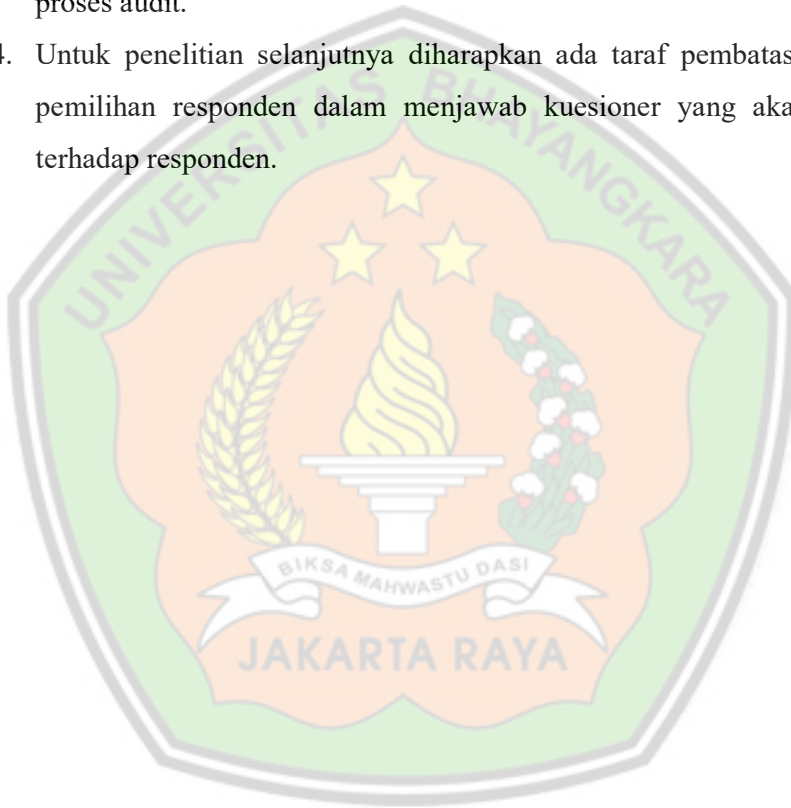 proses audit.
4. Untuk penelitian selanjutnya diharapkan ada taraf pembatas
pemilihan responden dalam menjawab kuesioner yang aka
terhadap responden.
UNIVERSITAS BHAYANGKARA
BIKSA MAHWASTU DASI
JAKARTA RAYA